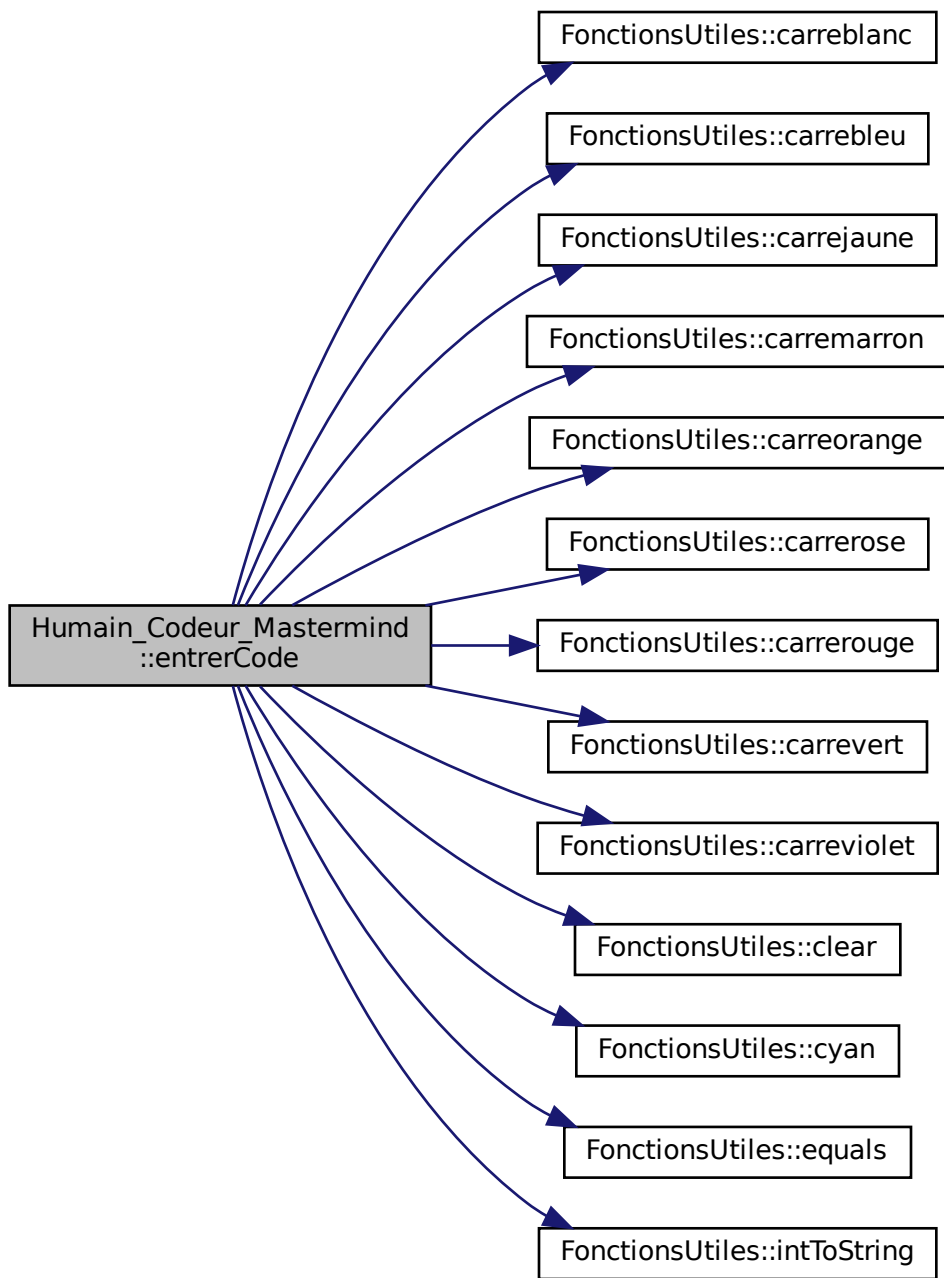 FonctionsUtiles::carreblanc
FonctionsUtiles::carrebleu
FonctionsUtiles::carrejaune
FonctionsUtiles::carremarron
FonctionsUtiles::carreorange
FonctionsUtiles::carrerose
Humain_Codeur_Mastermind
::entrerCode
FonctionsUtiles::carrerouge
FonctionsUtiles::carrevert
FonctionsUtiles::carreviolet
FonctionsUtiles::clear
FonctionsUtiles::cyan
FonctionsUtiles::equals
FonctionsUtiles::intToString